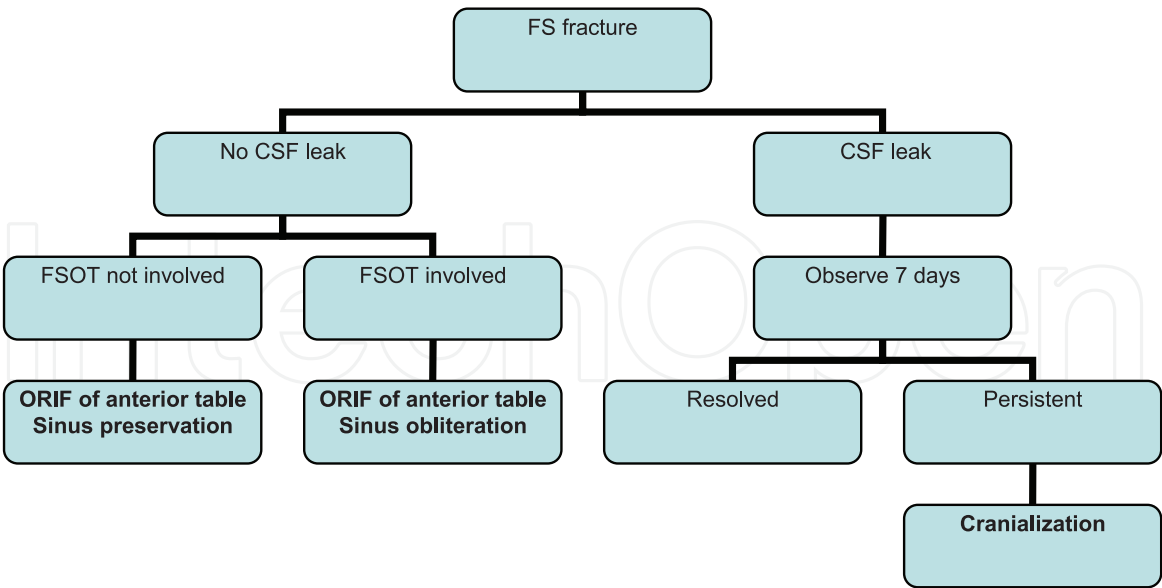 FS fracture
No CSF leak
CSF leak
FSOT not involved
FSOT involved
Observe 7 days
ORIF of anterior table
Sinus preservation
ORIF of anterior table
Sinus obliteration
Resolved
Persistent
Cranialization
IntechOpen